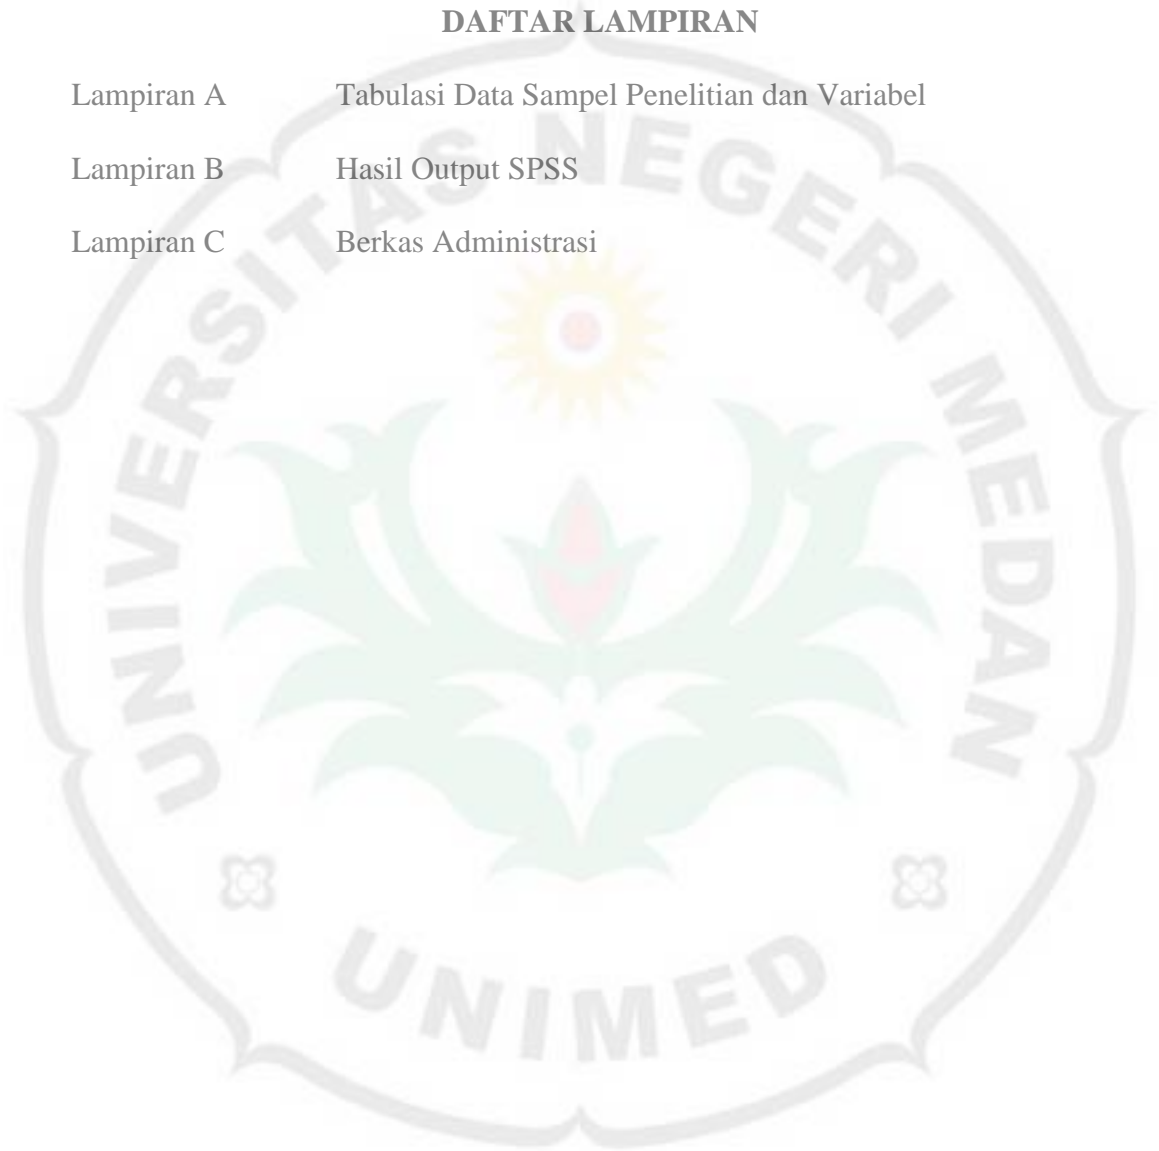 DAFTAR LAMPIRAN
Lampiran A Tabulasi Data Sampel Penelitian dan Variabel
Lampiran B Hasil Output SPSS
Lampiran C Berkas Administrasi
UNIVERSITAS NEGERI MEDAN
UNIMED